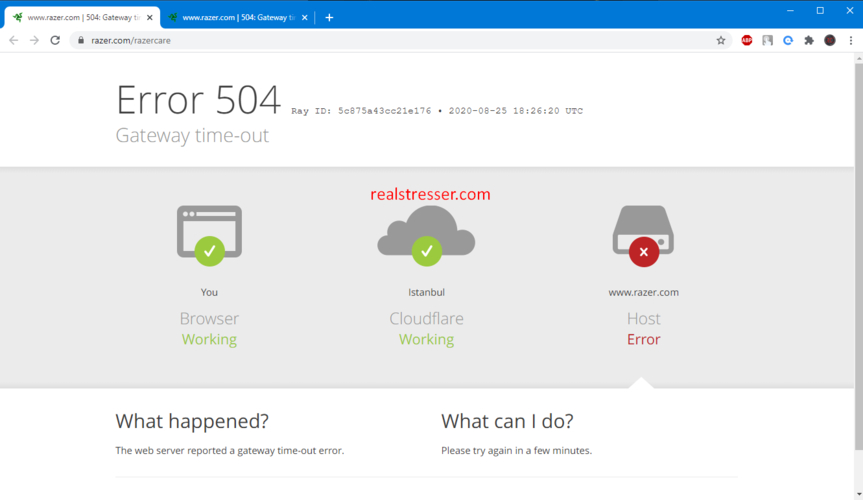 www.razer.com | 504: Gateway ti
www.razer.com | 504: Gateway ti
razer.com/razercare
ABP
Error 504 Ray ID: 5c875a43cc21e176 • 2020-08-25 18:26:20 UTC
Gateway time-out
realstresser.com
You
Istanbul
www.razer.com
Browser
Cloudflare
Host
Working
Working
Error
What happened?
What can I do?
The web server reported a gateway time-out error.
Please try again in a few minutes.